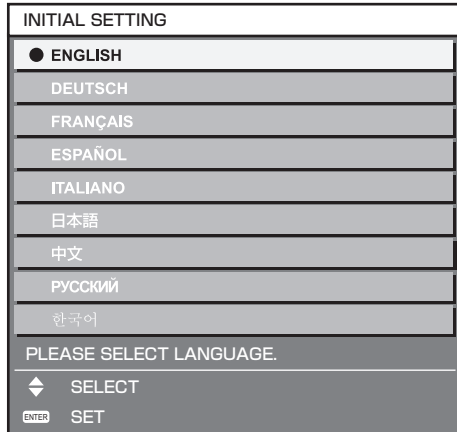 INITIAL SETTING
ENGLISH
DEUTSCH
FRANÇAIS
ESPAÑOL
ITALIANO
日本語
中文
РУССКИЙ
한국어
PLEASE SELECT LANGUAGE.
SELECT
ENTER SET